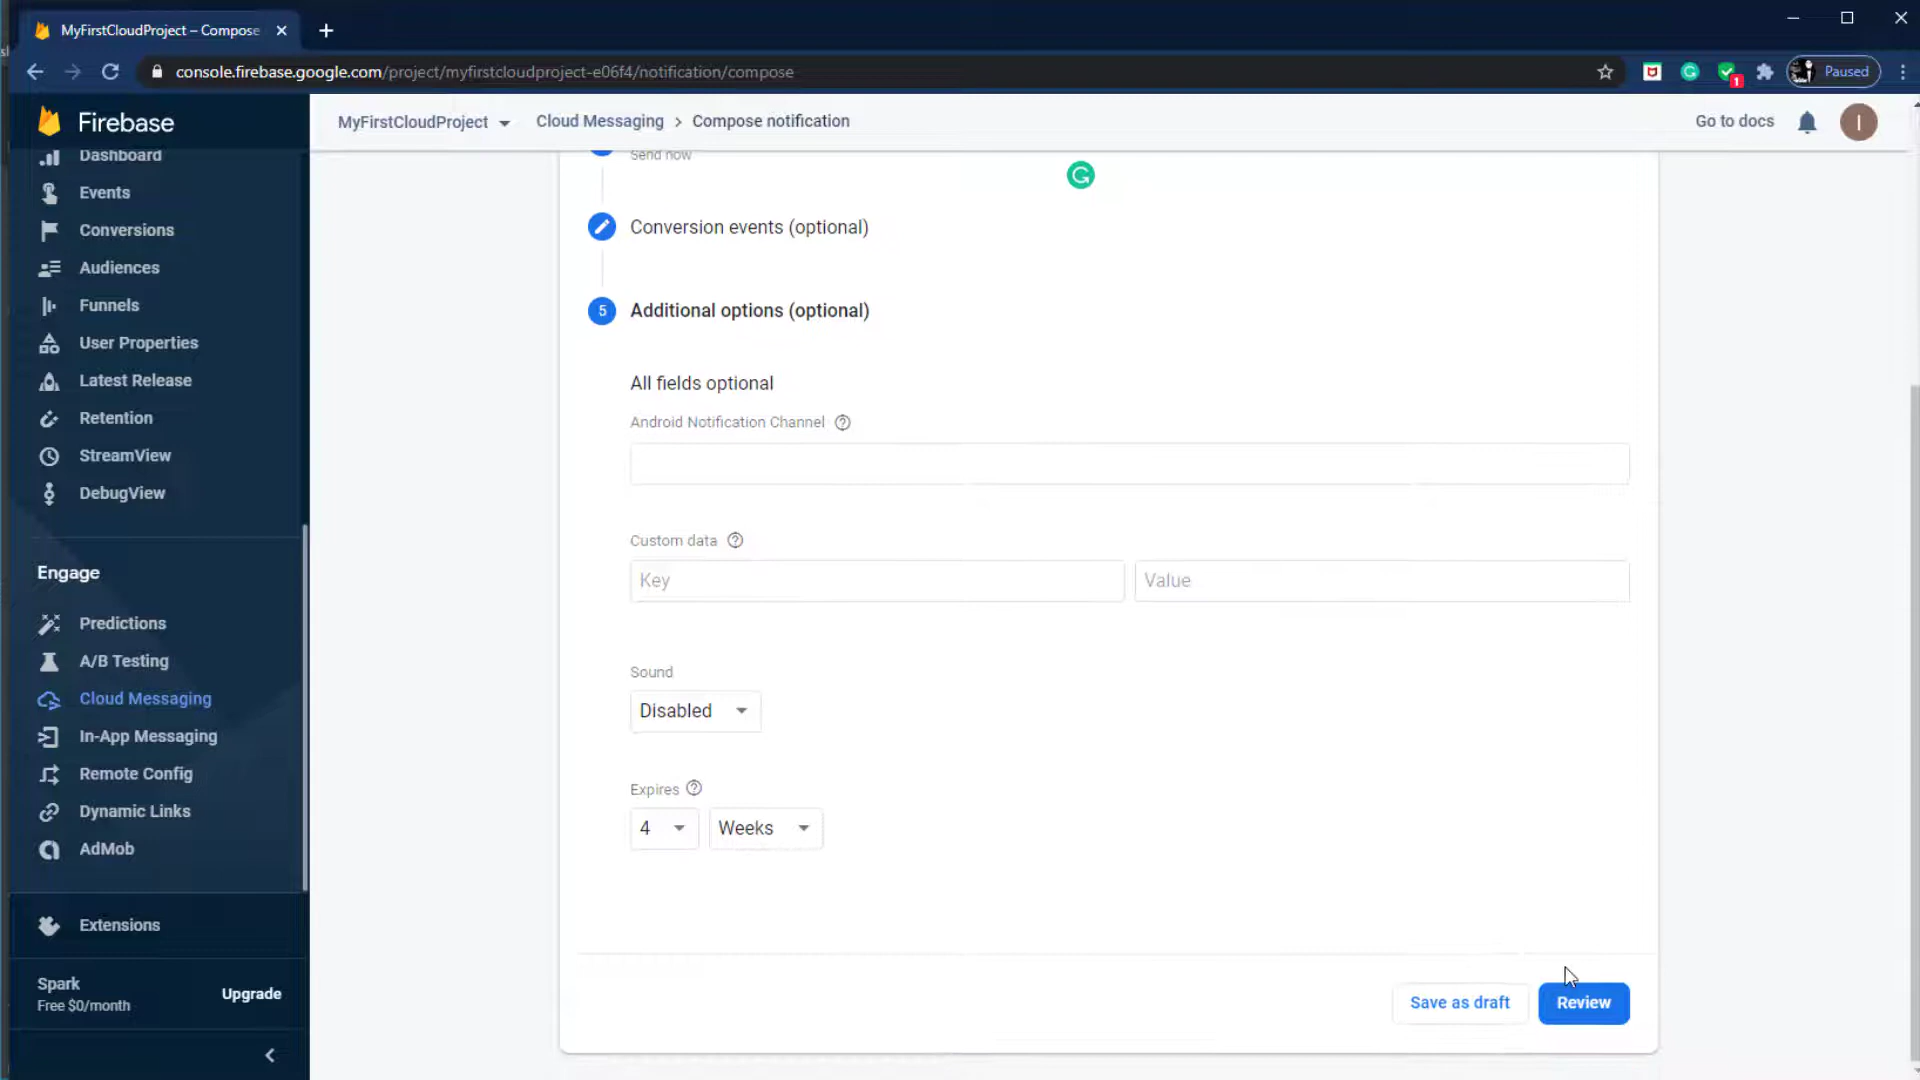 MyFirstCloudProject – Compose
console.firebase.google.com/project/myfirstcloudproject-e06f4/notification/compose
1
Paused
Firebase
MyFirstCloudProject
Cloud Messaging > Compose notification
Go to docs
I
Dashboard
Events
Conversions
Audiences
Funnels
User Properties
Latest Release
Retention
StreamView
DebugView
Engage
Predictions
A/B Testing
Cloud Messaging
In-App Messaging
Remote Config
Dynamic Links
AdMob
Extensions
Spark
Free $0/month
Upgrade
Send now
Conversion events (optional)
5
Additional options (optional)
All fields optional
Android Notification Channel
Custom data
Key
Value
Sound
Disabled
Expires
4
Weeks
Save as draft
Review